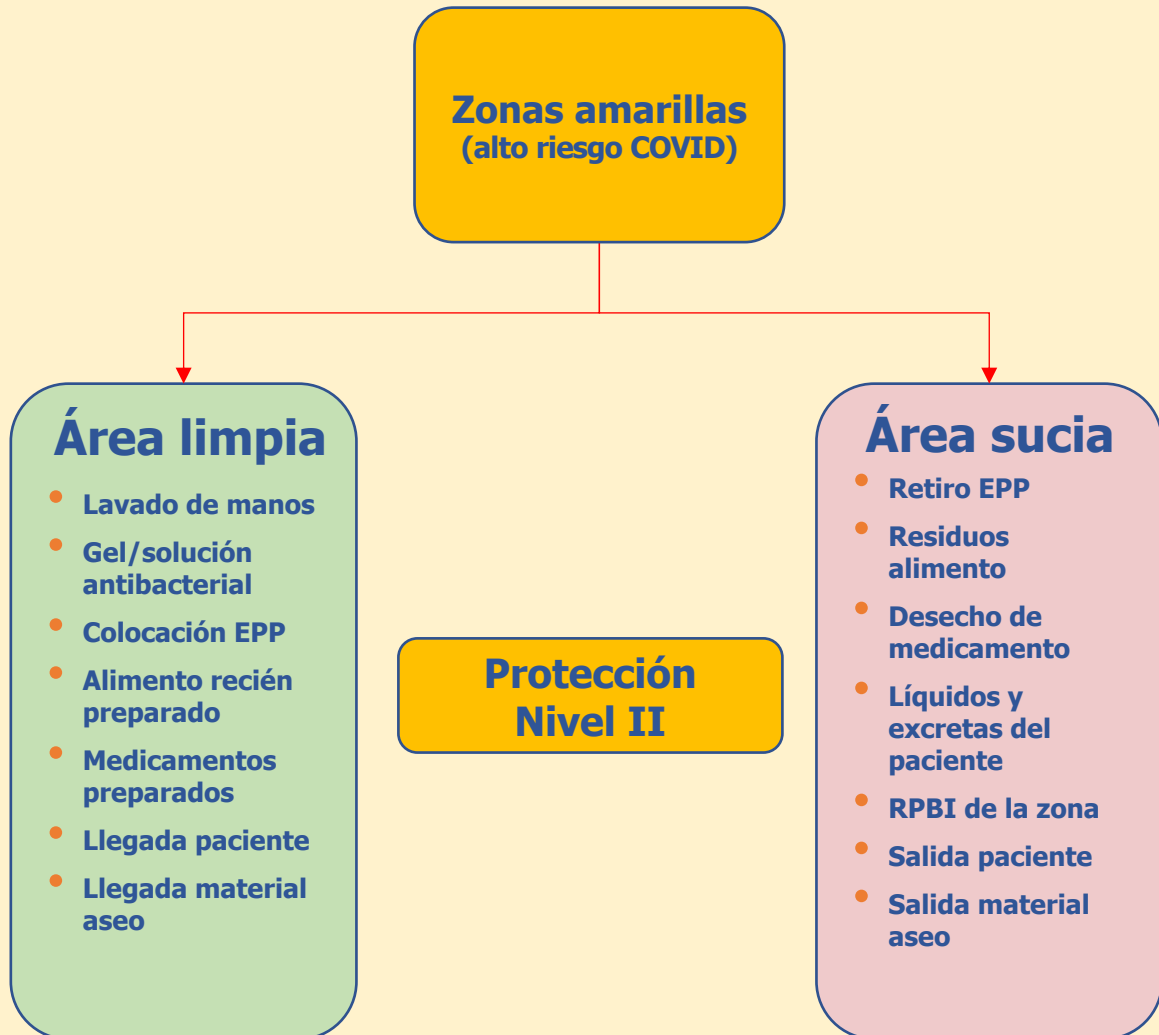 Zonas amarillas
(alto riesgo COVID)
Área limpia
Lavado de manos
Gel/solución
antibacterial
Colocación EPP
Alimento recién
preparado
Medicamentos
preparados
Llegada paciente
Llegada material
aseo
Protección
Nivel II
Área sucia
Retiro EPP
Residuos
alimento
Desecho de
medicamento
Líquidos y
excretas del
paciente
RPBI de la zona
Salida paciente
Salida material
aseo